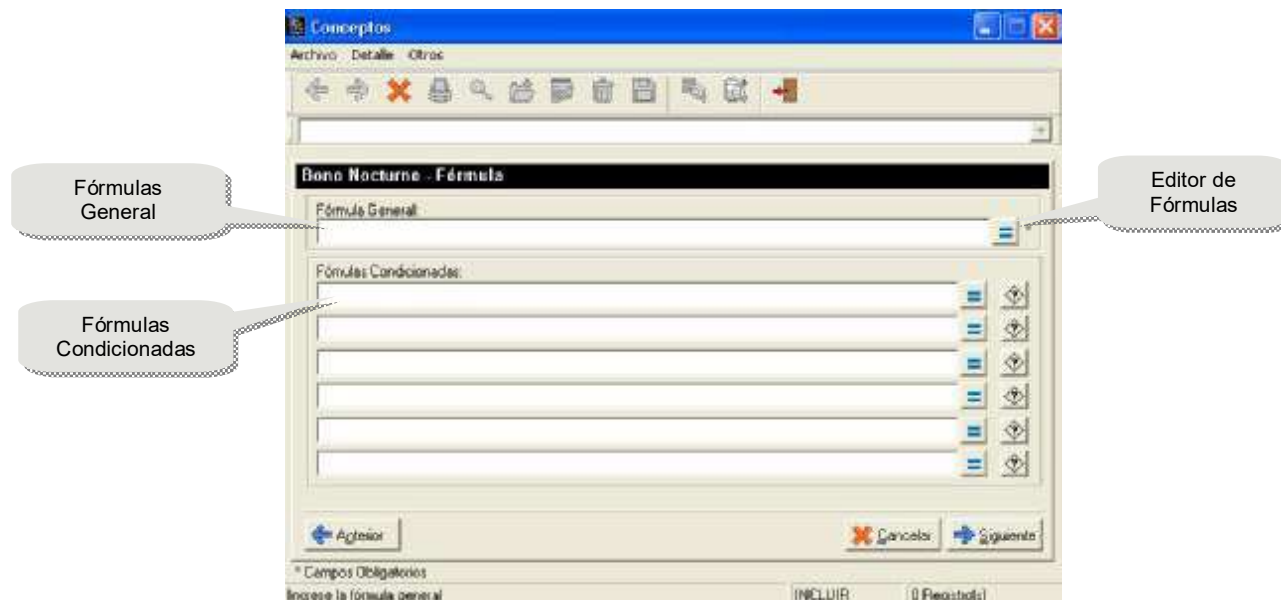 Conceptos
Archivo Detalle Otros
Bono Nocturno - Fórmula
Fórmulas
General
Fórmula General:
Editor de
Fórmulas
Fórmulas Condicionadas:
Fórmulas
Condicionadas
Anterior
Cancelar
Siguiente
* Campos Obligatorios
Ingrese la fórmula general
INCLUIR
0 Registro(s)